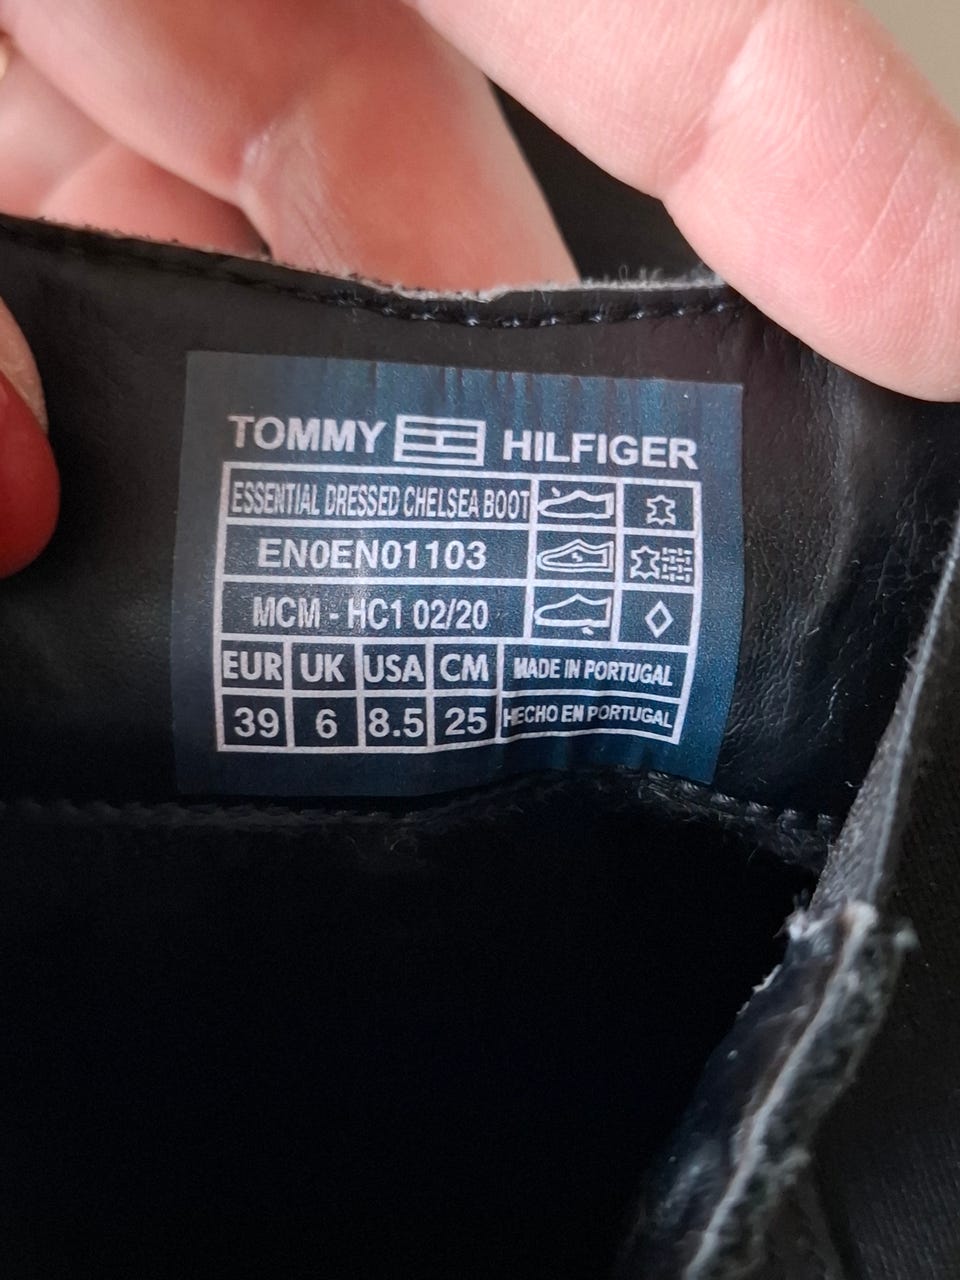 TOMMY HILFIGER
ESSENTIAL DRESSED CHELSEA BOOT
EN0EN01103
MCM - HC1 02/20
EUR UK USA CM MADE IN PORTUGAL
39 6 8.5 25 HECHO EN PORTUGAL